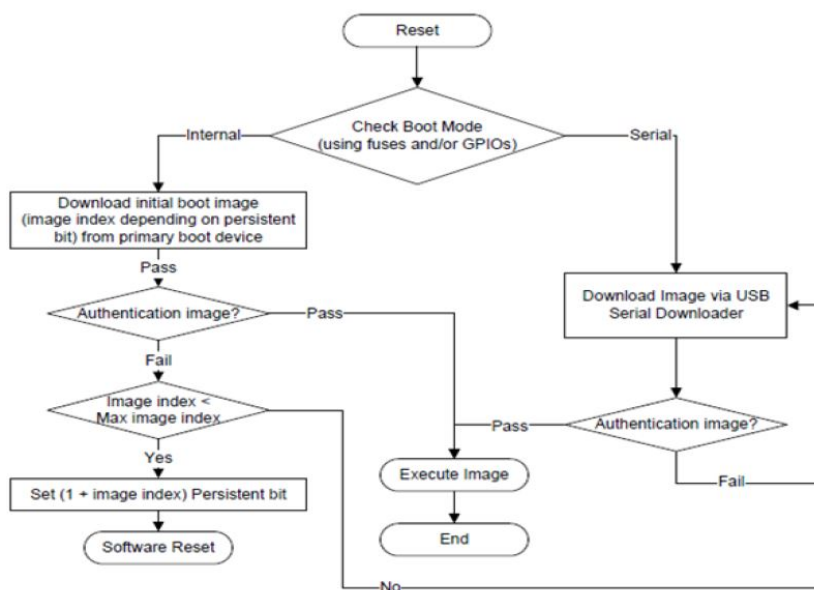 Reset
Check Boot Mode
(using fuses and/or GPIOs)
Internal
Serial
Download initial boot image
(image index depending on persistent
bit) from primary boot device
Pass
Download Image via USB
Serial Downloader
Authentication image?
Pass
Fail
Image index <
Max image index
Pass
Authentication image?
Yes
Execute Image
Fail
Set (1 + image index) Persistent bit
End
Software Reset
No